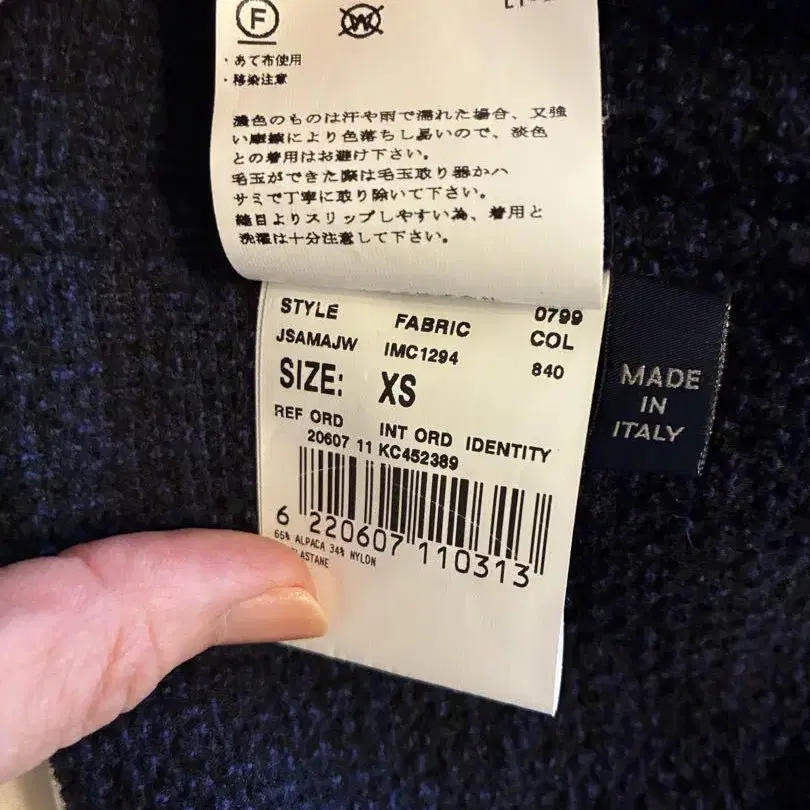 F
W
・あて布使用
・移染注意
濃色のものは汗や雨で濡れた場合、又強
い摩擦により色落ちし易いので、淡色
との着用はお避け下さい。
毛玉ができた際は毛玉取り器かハ
サミで丁寧に取り除いて下さい。
縫目よりスリップしやすい為、着用と
洗濯は十分注意して下さい。
STYLE FABRIC 0799
COL
JSAMAJW IMC1294 840
SIZE: XS
REF ORD INT ORD IDENTITY
20607 11 KC452389
6 220607 110313
65% ALPACA 34% NYLON
MADE
IN
ITALY